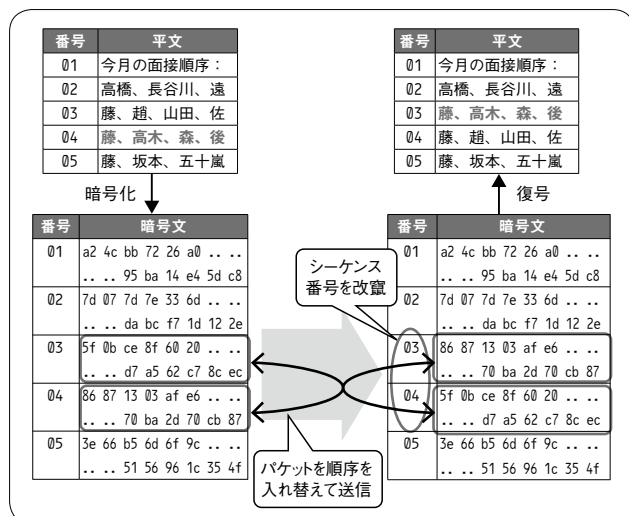 番号 平文
01 今月の面接順序：
02 高橋、長谷川、遠
03 藤、趙、山田、佐
04 藤、高木、森、後
05 藤、坂本、五十嵐
暗号化
番号 暗号文
01 a2 4c bb 72 26 a0 .. ..
.. .. 95 ba 14 e4 5d c8
02 7d 07 7d 7e 33 6d .. ..
.. .. da bc f7 1d 12 2e
03 5f 0b ce 8f 60 20 .. ..
.. .. d7 a5 62 c7 8c ec
04 86 87 13 03 af e6 .. ..
.. .. 70 ba 2d 70 cb 87
05 3e 66 b5 6d 6f 9c .. ..
.. .. 51 56 96 1c 35 4f
シーケンス
番号を改竄
パケットを順序を
入れ替えて送信
番号 平文
01 今月の面接順序：
02 高橋、長谷川、遠
03 藤、高木、森、後
04 藤、趙、山田、佐
05 藤、坂本、五十嵐
復号
番号 暗号文
01 a2 4c bb 72 26 a0 .. ..
.. .. 95 ba 14 e4 5d c8
02 7d 07 7d 7e 33 6d .. ..
.. .. da bc f7 1d 12 2e
03 86 87 13 03 af e6 .. ..
.. .. 70 ba 2d 70 cb 87
04 5f 0b ce 8f 60 20 .. ..
.. .. d7 a5 62 c7 8c ec
05 3e 66 b5 6d 6f 9c .. ..
.. .. 51 56 96 1c 35 4f